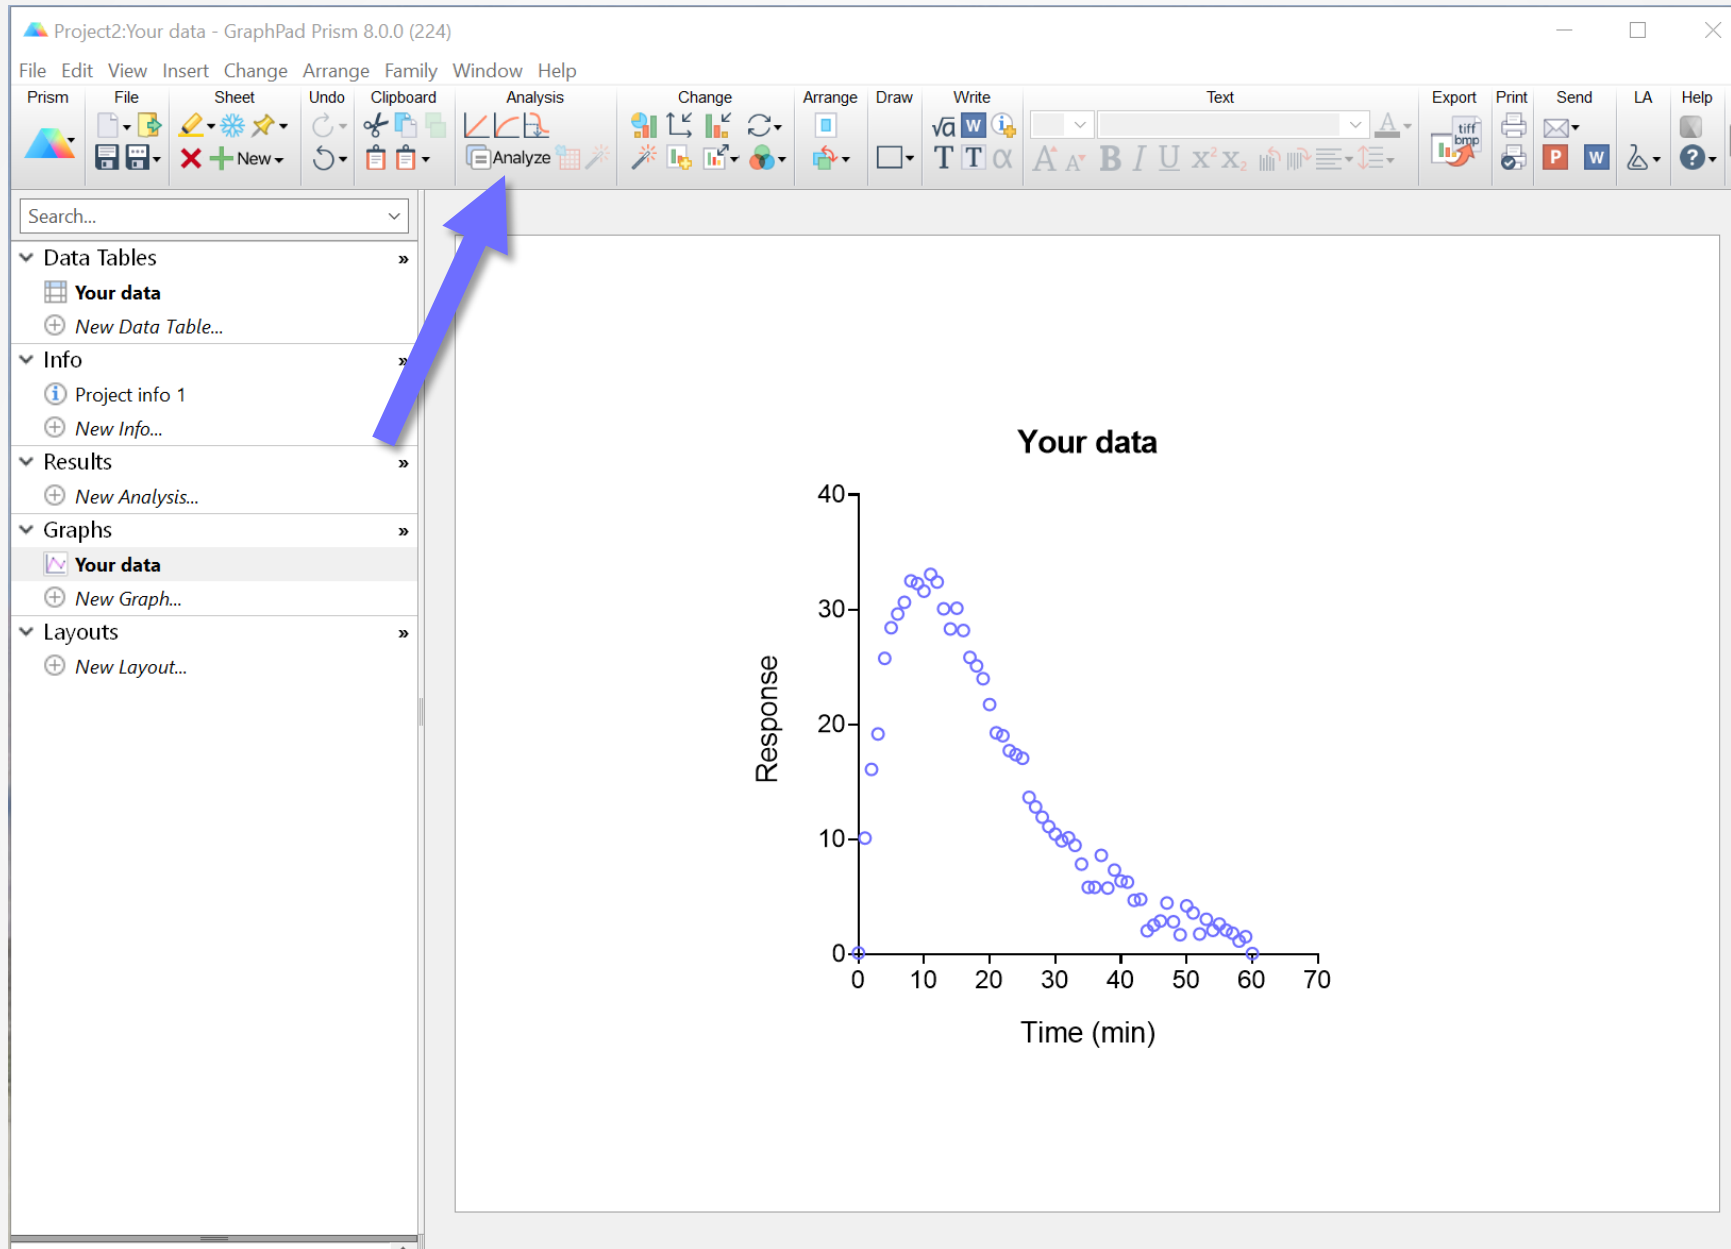 Project2:Your data - GraphPad Prism 8.0.0 (224)
File Edit View Insert Change Arrange Family Window Help
Prism File Sheet Undo Clipboard Analysis Change Arrange Draw Write Text Export Print Send LA Help
√α W A tiff bmp
New Analyze T T α A A B I U X² X₂ P W ?
Search...
Data Tables »
Your data
New Data Table...
Info »
Project info 1
New Info...
Results »
New Analysis...
Graphs »
Your data
New Graph...
Layouts »
New Layout...
Your data
40
30
20
10
0
Response
0 10 20 30 40 50 60 70
Time (min)